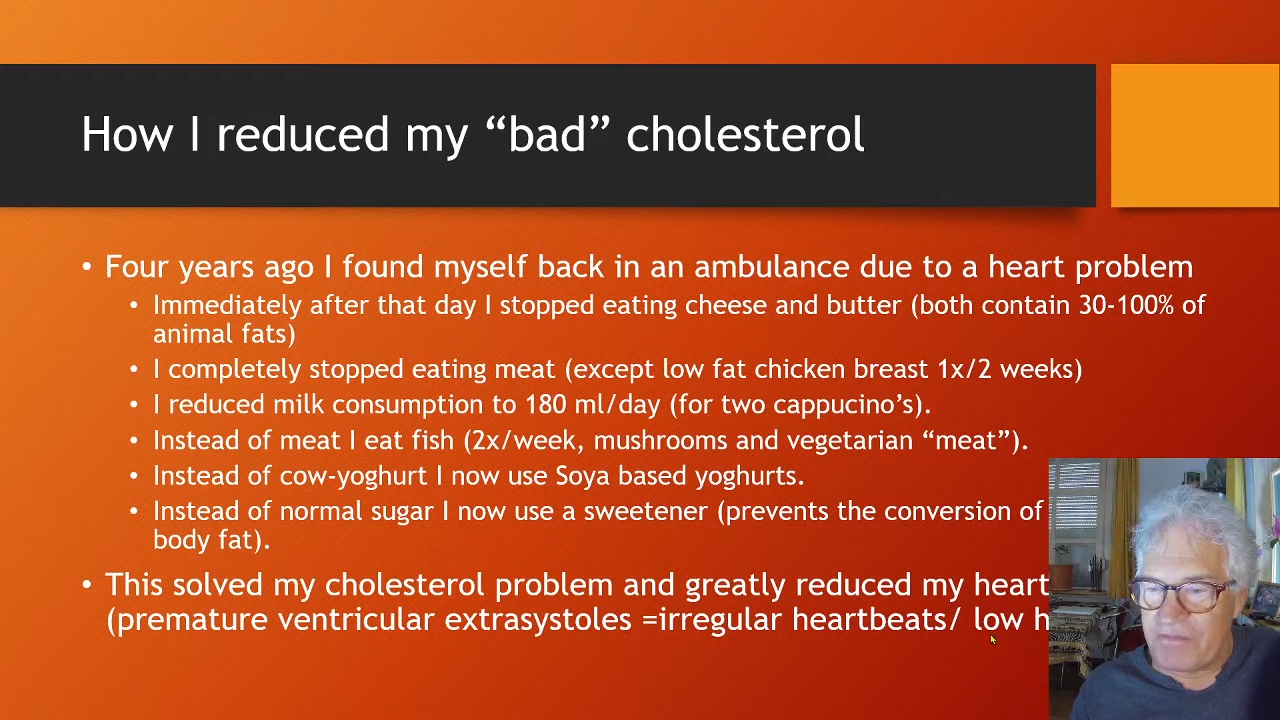 How I reduced my “bad” cholesterol
• Four years ago I found myself back in an ambulance due to a heart problem
• Immediately after that day I stopped eating cheese and butter (both contain 30-100% of
animal fats)
• I completely stopped eating meat (except low fat chicken breast 1x/2 weeks)
• I reduced milk consumption to 180 ml/day (for two cappucino’s).
• Instead of meat I eat fish (2x/week, mushrooms and vegetarian “meat”).
• Instead of cow-yoghurt I now use Soya based yoghurts.
• Instead of normal sugar I now use a sweetener (prevents the conversion of
body fat).
• This solved my cholesterol problem and greatly reduced my heart
(premature ventricular extrasystoles =irregular heartbeats/ low